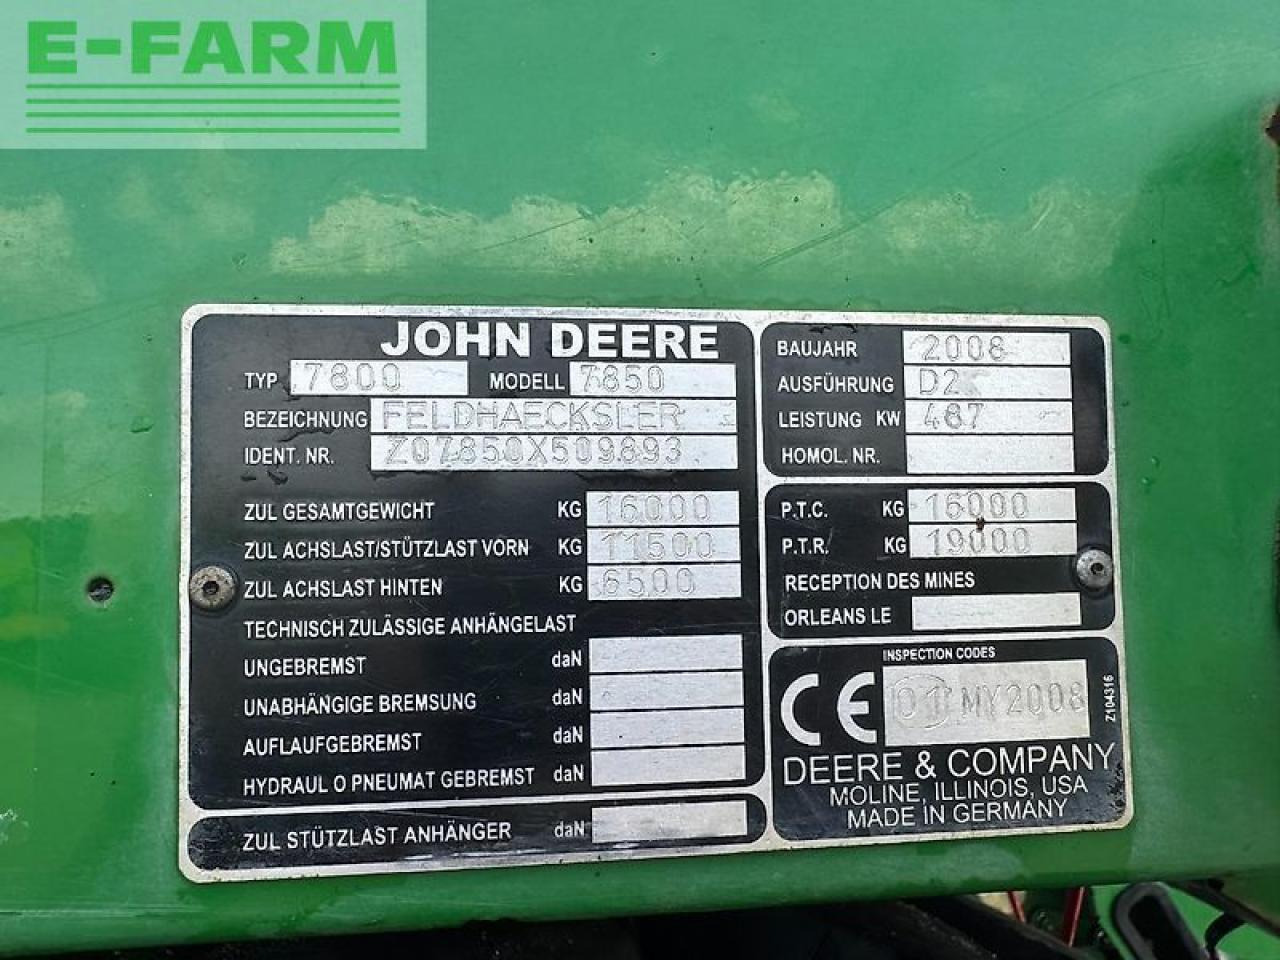 E-FARM
JOHN DEERE
TYP 7800 MODELL 7850
BEZEICHNUNG FELDHAECKSLER
IDENT. NR. Z07850X509893
ZUL GESAMTGEWICHT KG 16000
ZUL ACHSLAST/STÜTZLAST VORN KG 11500
ZUL ACHSLAST HINTEN KG 6500
TECHNISCH ZULÄSSIGE ANHÄNGELAST
UNGEBREMST daN
UNABHÄNGIGE BREMSUNG daN
AUFLAUFGEBREMST daN
HYDRAUL O PNEUMAT GEBREMST daN
ZUL STÜTZLAST ANHÄNGER daN
BAUJAHR 2008
AUSFÜHRUNG D2
LEISTUNG KW 487
HOMOL. NR.
P.T.C. KG 16000
P.T.R. KG 19000
RECEPTION DES MINES
ORLEANS LE
INSPECTION CODES
CE 01 MY2008
Z104316
DEERE & COMPANY
MOLINE, ILLINOIS, USA
MADE IN GERMANY